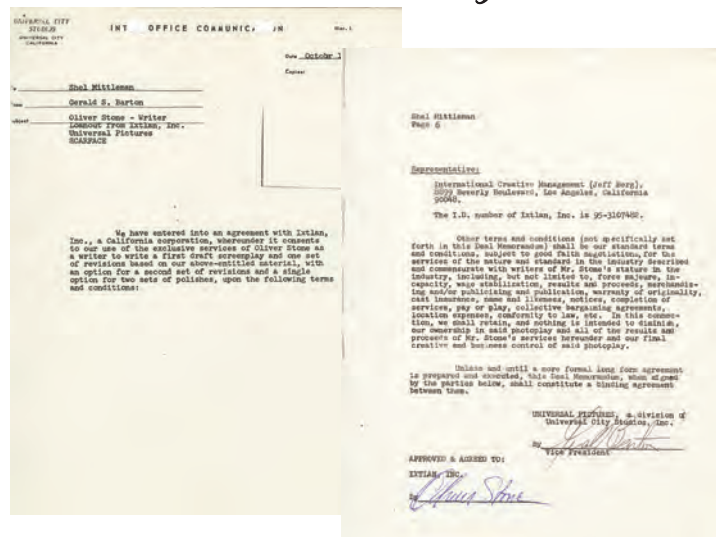 UNIVERSAL CITY
STUDIOS
UNIVERSAL CITY
CALIFORNIA
INT OFFICE COMMUNIC N
Date Octobr 1
Copies:
Shel Mittleman
Gerald S. Barton
Oliver Stone - Writer
Loanout from Ixtlan, Inc.
Universal Pictures
SCARFACE
We have entered into an agreement with Ixtlan,
Inc., a California corporation, whereunder it consents
to our use of the exclusive services of Oliver Stone as
a writer to write a first draft screenplay and one set
of revisions based on our above-entitled material, with
an option for a second set of revisions and a single
option for two sets of polishes, upon the following terms
and conditions:
Shel Mittleman
Page 6
Representative:
International Creative Management (Jeff Berg),
8899 Beverly Boulevard, Los Angeles, California
90048.
The I.D. number of Ixtlan, Inc. is 95-3107482.
Other terms and conditions (not specifically set
forth in this Deal Memorandum) shall be our standard terms
and conditions, subject to good faith negotiations, for the
services of the nature and standard in the industry described
and commensurate with writers of Mr. Stone's stature in the
industry, including, but not limited to, force majeure, in-
capacity, wage stabilization, results and proceeds, merchandis-
ing and/or publicizing and publication, warranty of originality,
cast insurance, name and likeness, notices, completion of
services, pay or play, collective bargaining agreements,
location expenses, conformity to law, etc. In this connec-
tion, we shall retain, and nothing is intended to diminish,
our ownership in said photoplay and all of the results and
proceeds of Mr. Stone's services hereunder and our final
creative and business control of said photoplay.
Unless and until a more formal long form agreement
is prepared and executed, this Deal Memorandum, when signed
by the parties below, shall constitute a binding agreement
between them.
UNIVERSAL PICTURES, a division of
Universal City Studios, Inc.
By
Vice President
APPROVED & AGREED TO:
IXTLAN, INC.
By Oliver Stone